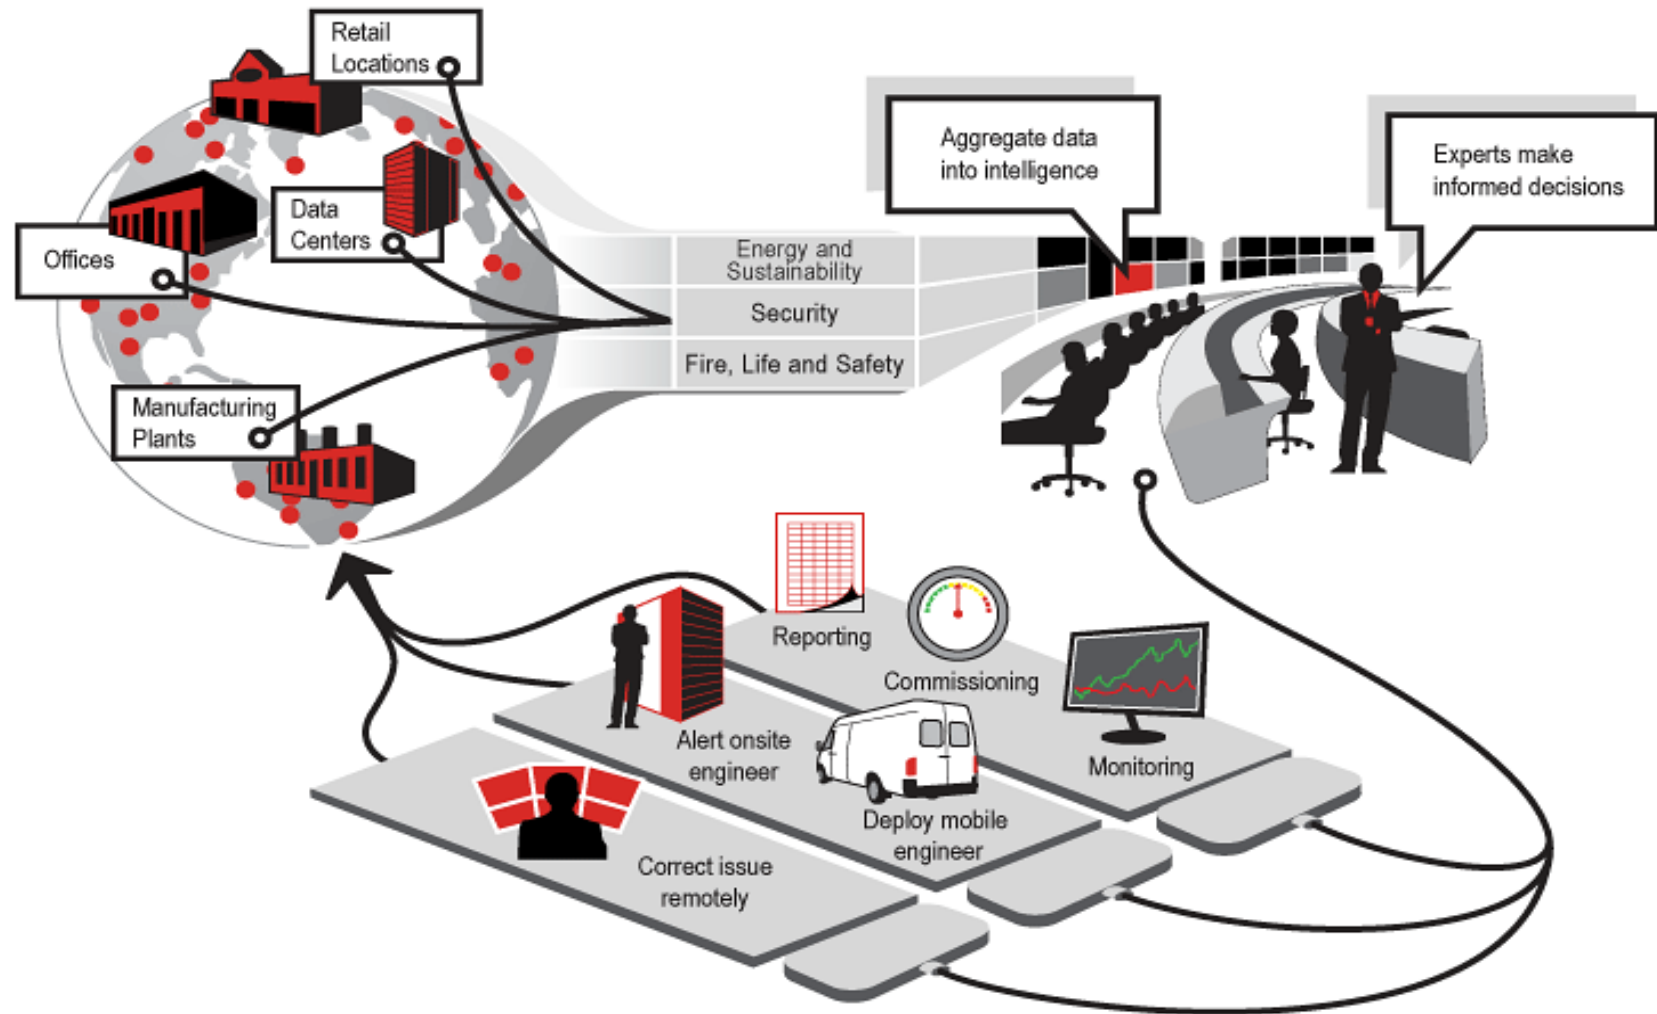 Retail
Locations
Data
Centers
Offices
Manufacturing
Plants
Energy and
Sustainability
Security
Fire, Life and Safety
Aggregate data
into intelligence
Experts make
informed decisions
Reporting
Commissioning
Monitoring
Alert onsite
engineer
Deploy mobile
engineer
Correct issue
remotely